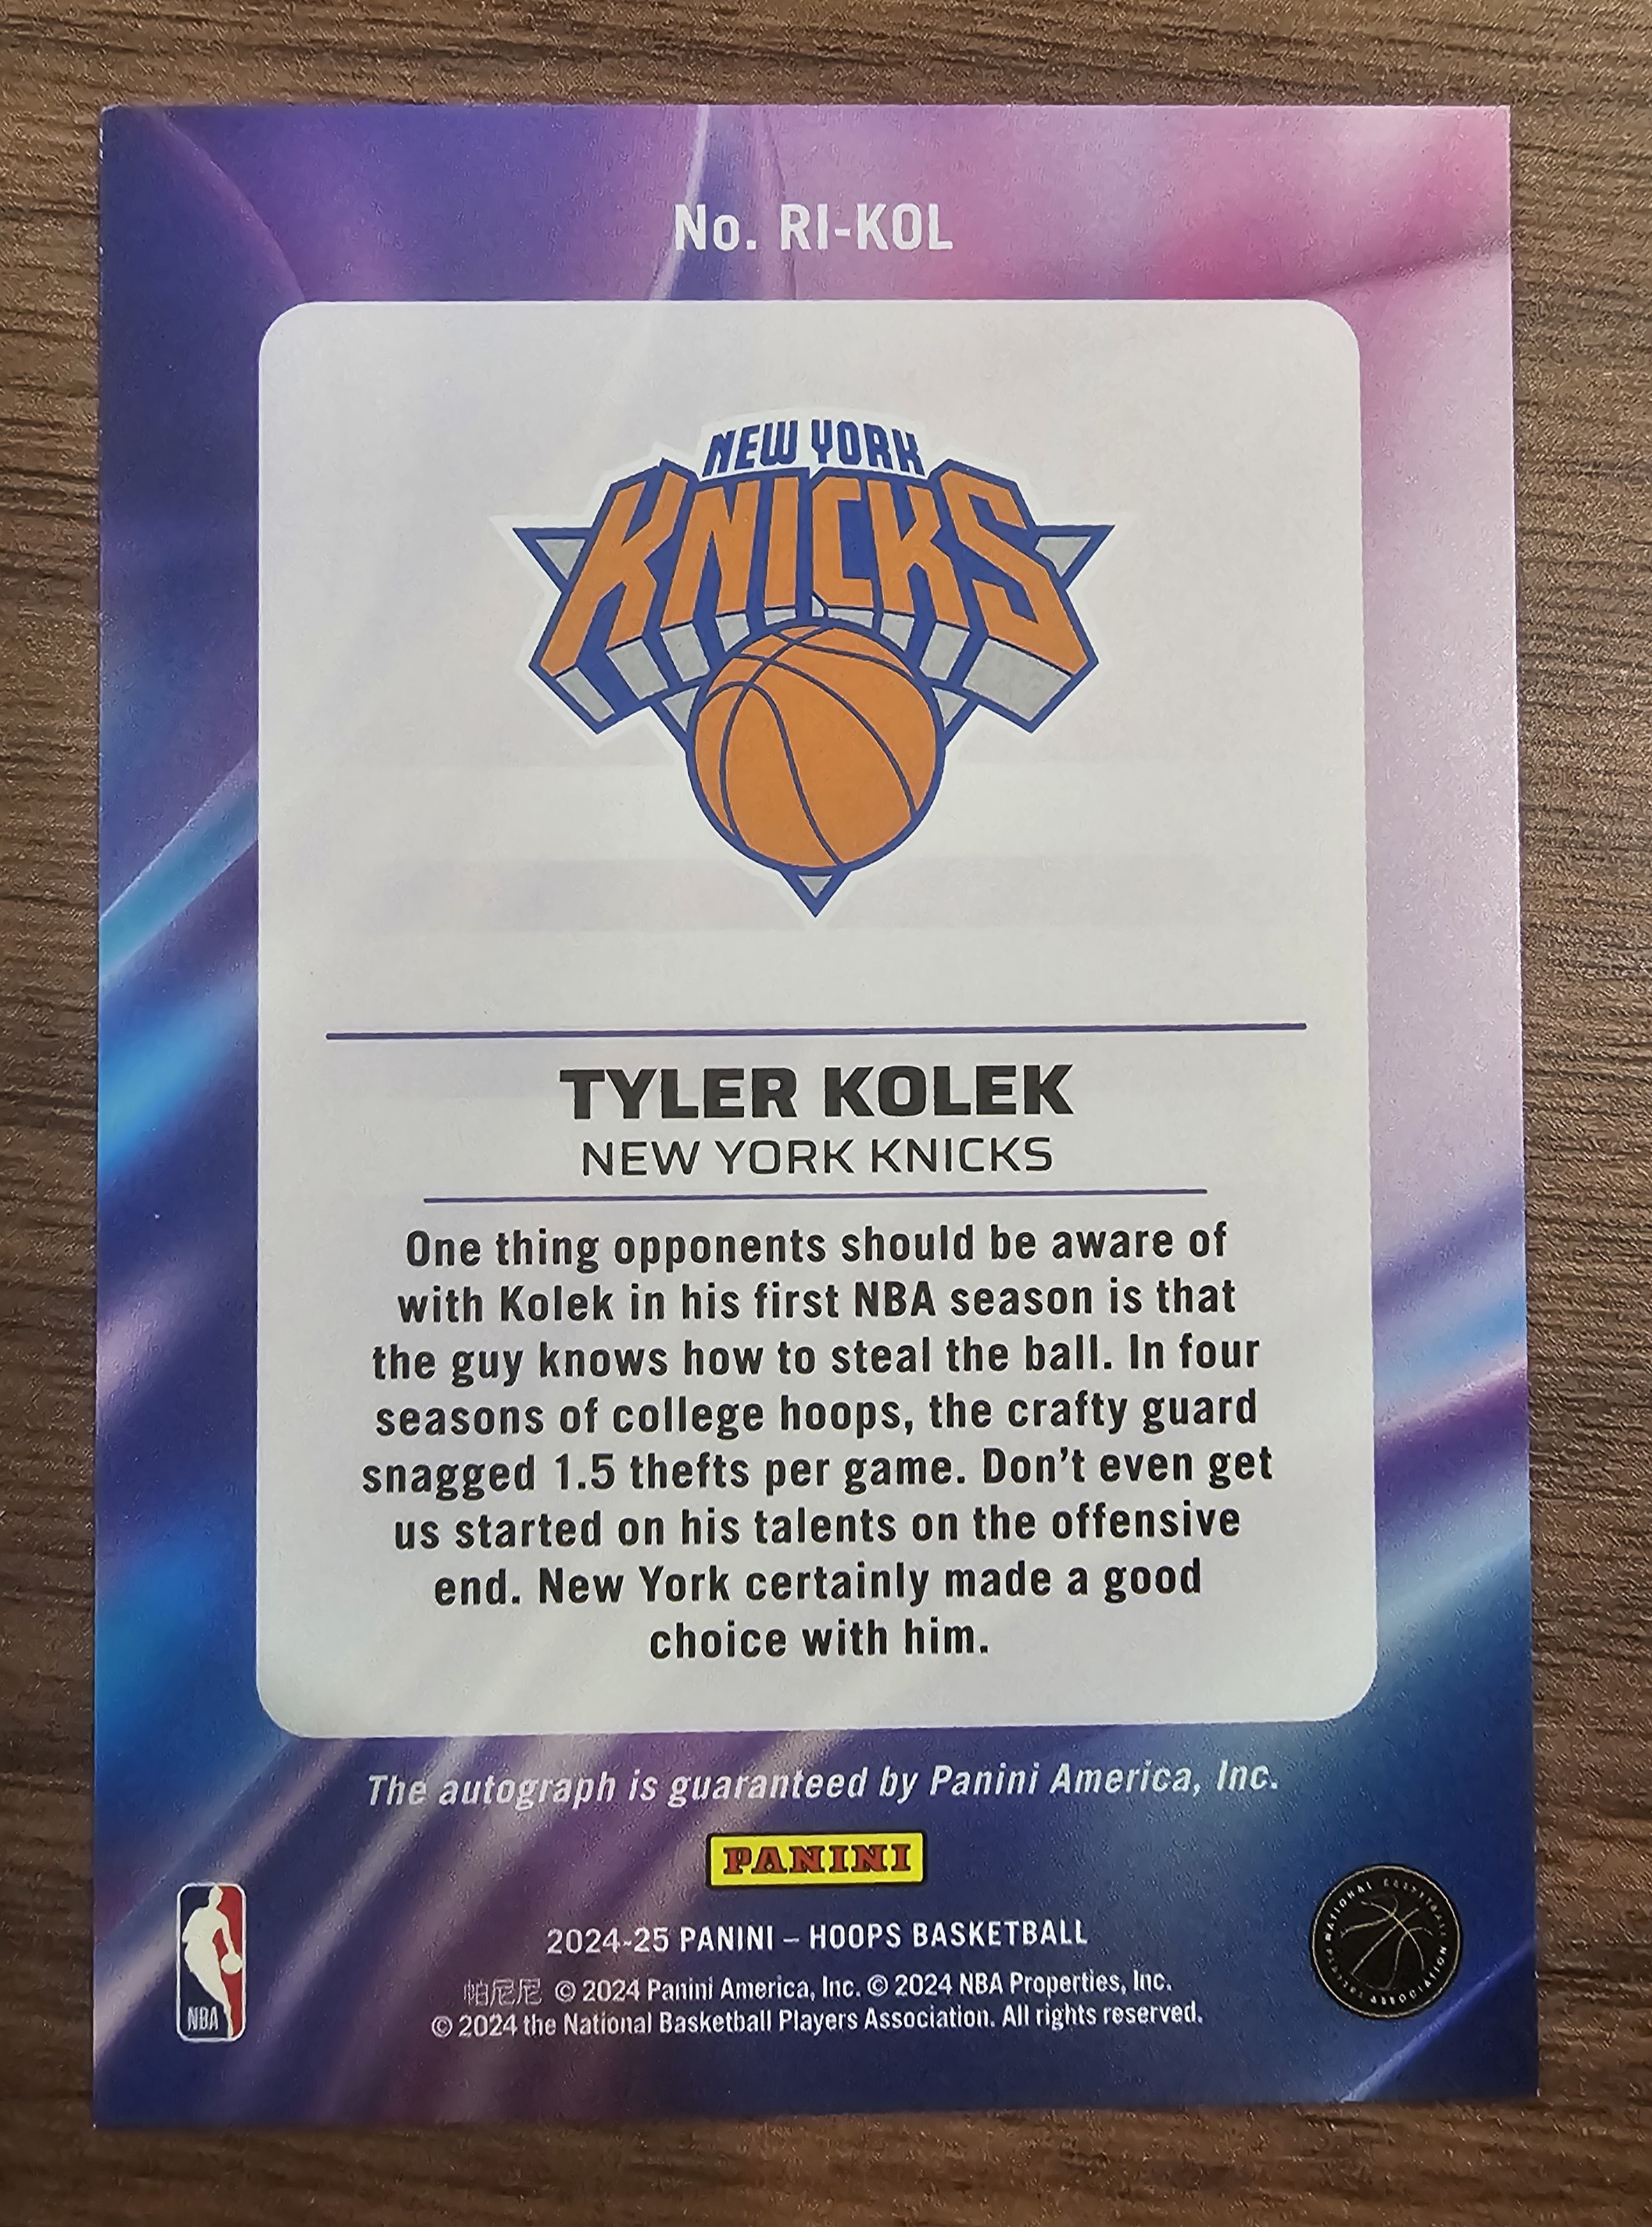 No. RI-KOL
NEW YORK
KNICKS
TYLER KOLEK
NEW YORK KNICKS
One thing opponents should be aware of
with Kolek in his first NBA season is that
the guy knows how to steal the ball. In four
seasons of college hoops, the crafty guard
snagged 1.5 thefts per game. Don't even get
us started on his talents on the offensive
end. New York certainly made a good
choice with him.
The autograph is guaranteed by Panini America, Inc.
PANINI
2024-25 PANINI – HOOPS BASKETBALL
帕尼尼 © 2024 Panini America, Inc. © 2024 NBA Properties, Inc.
© 2024 the National Basketball Players Association. All rights reserved.
NBA
NATIONAL BASKETBALL PLAYERS ASSOCIATION